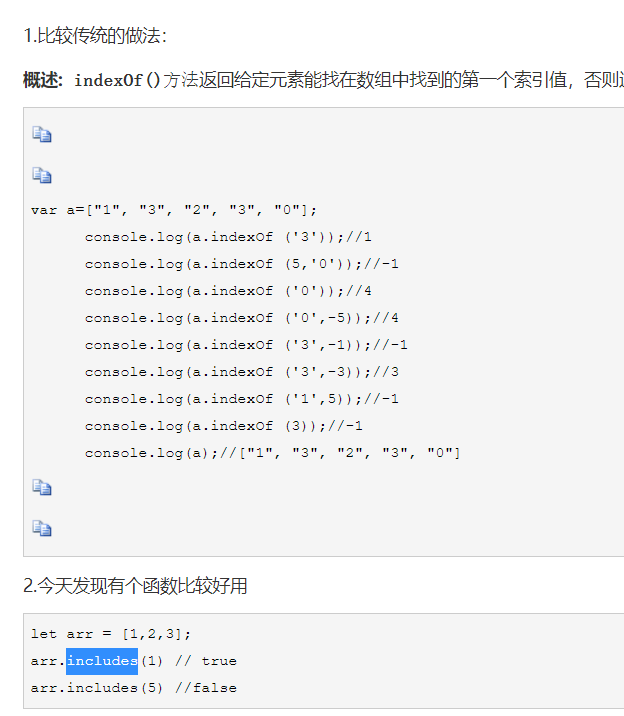 1.比较传统的做法：
概述: indexOf()方法返回给定元素能找在数组中找到的第一个索引值，否则
var a=["1", "3", "2", "3", "0"];
console.log(a.indexOf ('3'));//1
console.log(a.indexOf (5,'0'));//-1
console.log(a.indexOf ('0'));//4
console.log(a.indexOf ('0',-5));//4
console.log(a.indexOf ('3',-1));//-1
console.log(a.indexOf ('3',-3));//3
console.log(a.indexOf ('1',5));//-1
console.log(a.indexOf (3));//-1
console.log(a);//["1", "3", "2", "3", "0"]
2.今天发现有个函数比较好用
let arr = [1,2,3];
arr.includes(1) // true
arr.includes(5) //false